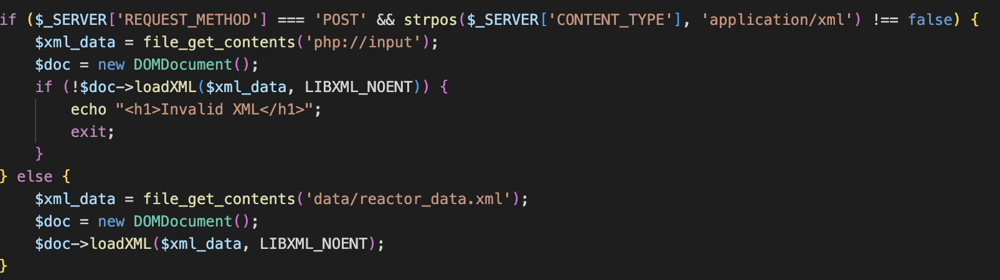 if ($_SERVER['REQUEST_METHOD'] === 'POST' && strpos($_SERVER['CONTENT_TYPE'], 'application/xml') !== false) {
    $xml_data = file_get_contents('php://input');
    $doc = new DOMDocument();
    if (!$doc->loadXML($xml_data, LIBXML_NOENT)) {
        echo "<h1>Invalid XML</h1>";
        exit;
    }
} else {
    $xml_data = file_get_contents('data/reactor_data.xml');
    $doc = new DOMDocument();
    $doc->loadXML($xml_data, LIBXML_NOENT);
}